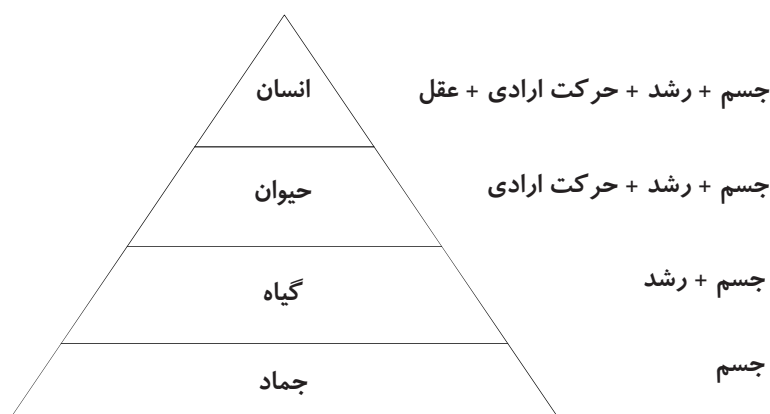 جسم + رشد + حرکت ارادی + عقل
انسان
جسم + رشد + حرکت ارادی
حیوان
جسم + رشد
گیاه
جسم
جماد